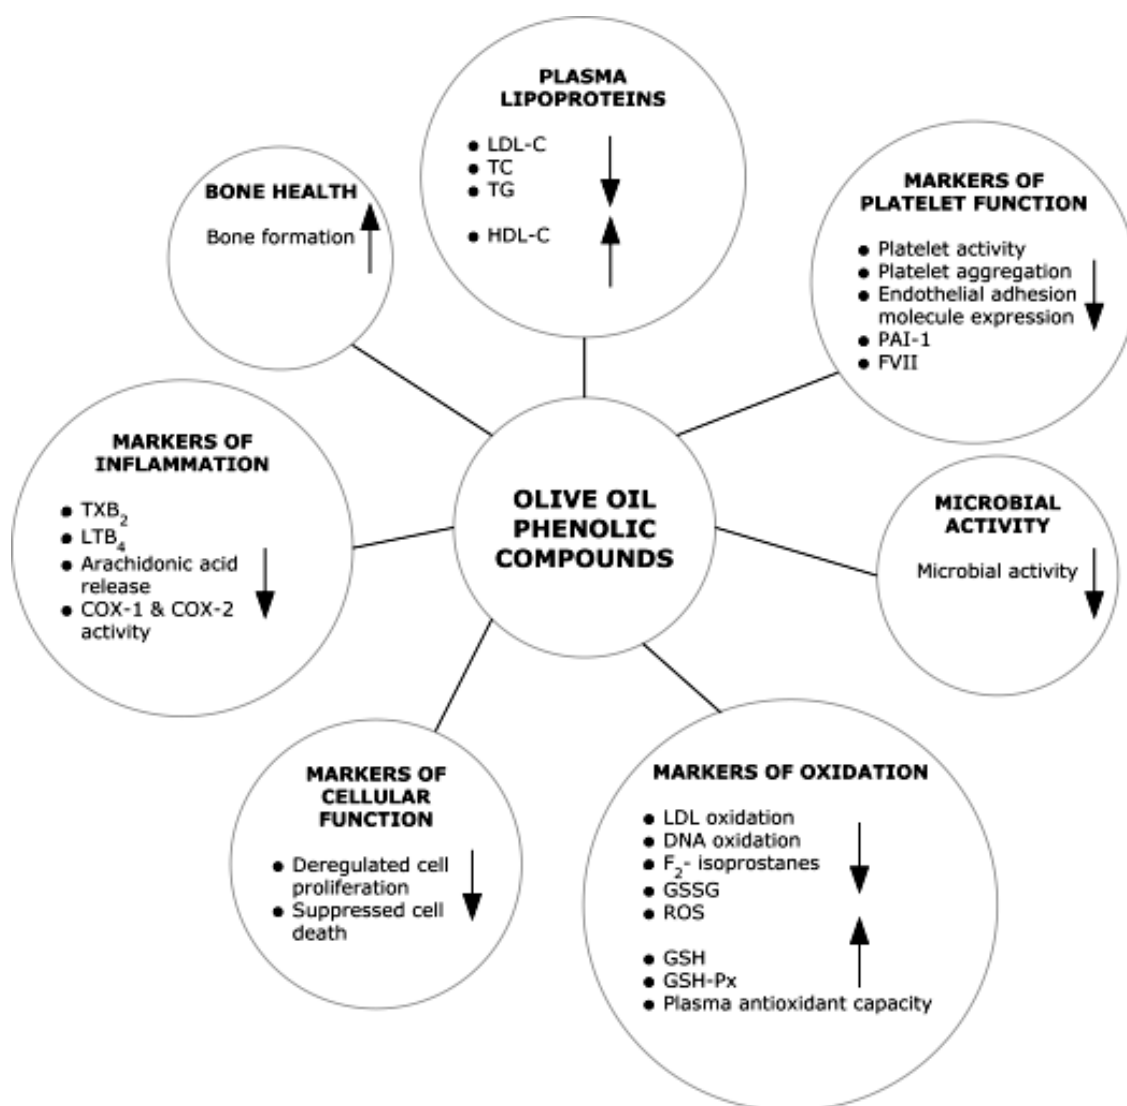 PLASMA
LIPOPROTEINS
● LDL-C
● TC
● TG
● HDL-C
MARKERS OF
PLATELET FUNCTION
● Platelet activity
● Platelet aggregation
● Endothelial adhesion
molecule expression
● PAI-1
● FVII
BONE HEALTH
Bone formation
MARKERS OF
INFLAMMATION
● TXB₂
● LTB₄
● Arachidonic acid
release
● COX-1 & COX-2
activity
OLIVE OIL
PHENOLIC
COMPOUNDS
MICROBIAL
ACTIVITY
Microbial activity
MARKERS OF
CELLULAR
FUNCTION
● Deregulated cell
proliferation
● Suppressed cell
death
MARKERS OF OXIDATION
● LDL oxidation
● DNA oxidation
● F₂- isoprostanes
● GSSG
● ROS
● GSH
● GSH-Px
● Plasma antioxidant capacity